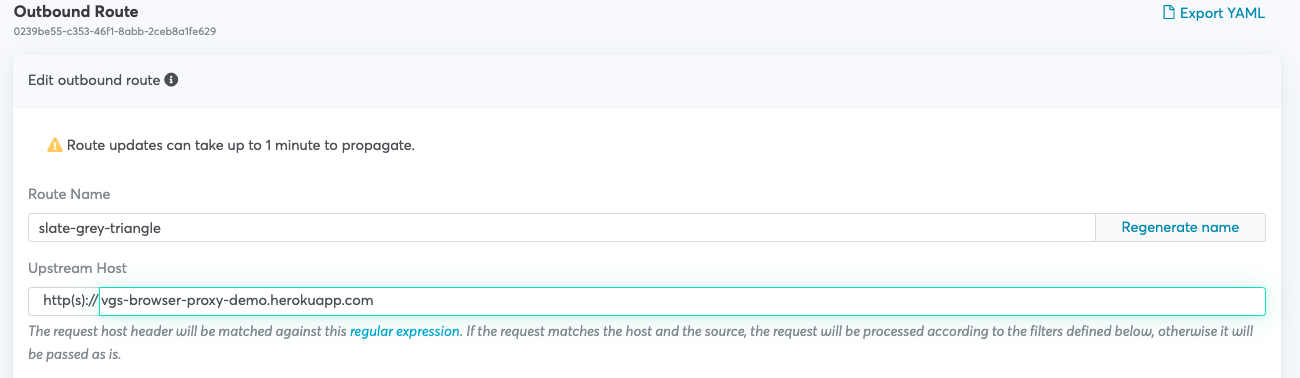 Outbound Route
Export YAML
0239be55-c353-46f1-8abb-2ceb8a1fe629
Edit outbound route
Route updates can take up to 1 minute to propagate.
Route Name
slate-grey-triangle
Regenerate name
Upstream Host
http(s):// vgs-browser-proxy-demo.herokuapp.com
The request host header will be matched against this regular expression. If the request matches the host and the source, the request will be processed according to the filters defined below, otherwise it will
be passed as is.